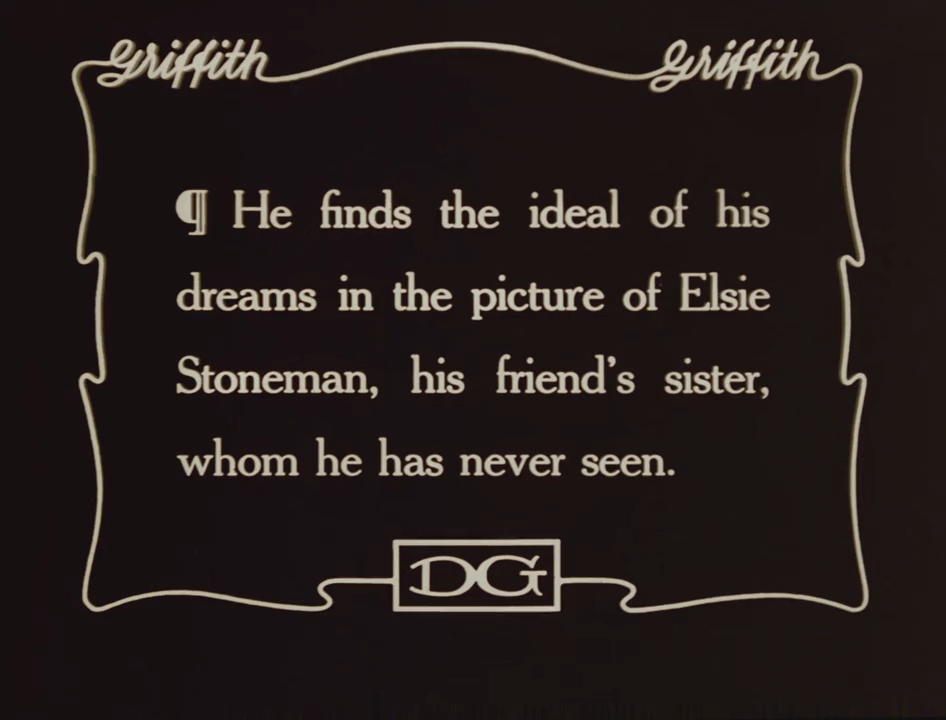 Griffith Griffith
¶ He finds the ideal of his
dreams in the picture of Elsie
Stoneman, his friend's sister,
whom he has never seen.
DG